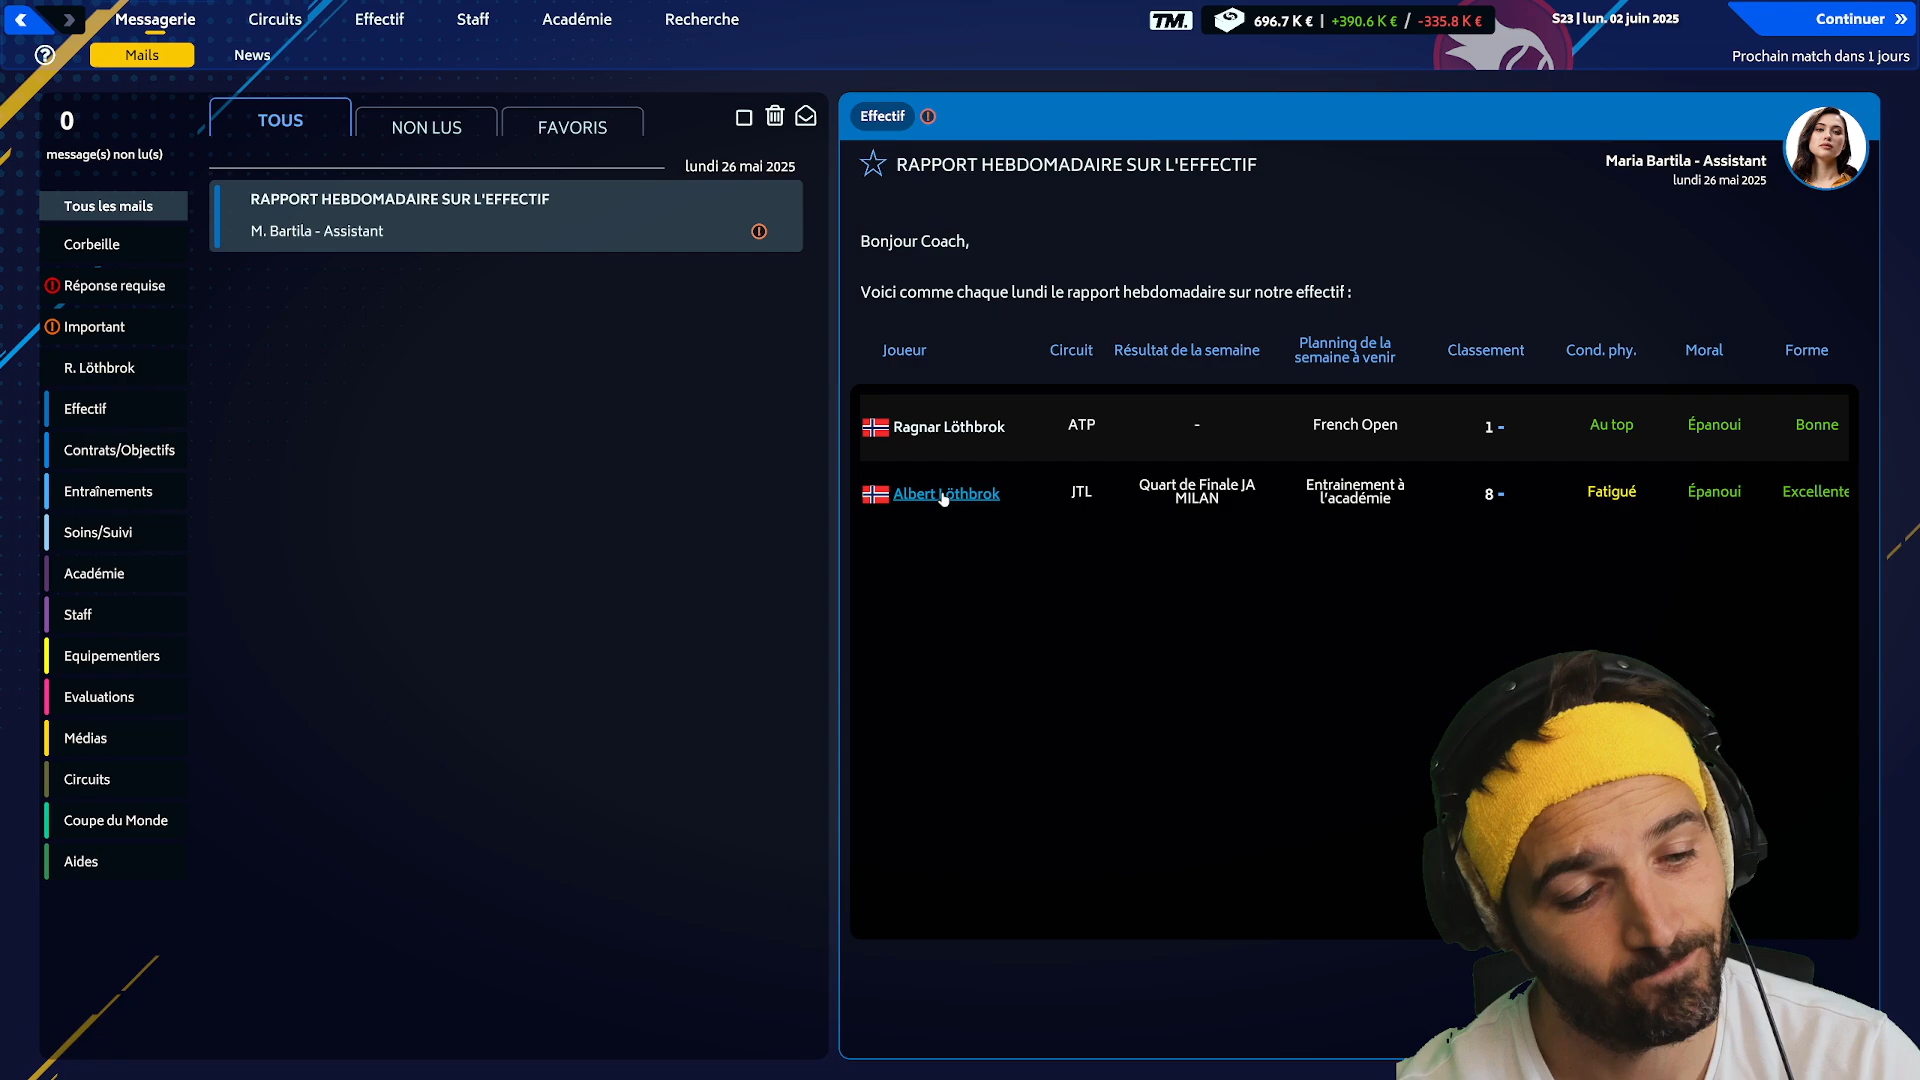 Messagerie
Circuits
Effectif
Staff
Académie
Recherche
TM.
696.7 K € | +390.6 K € / -335.8 K €
S23 | lun. 02 juin 2025
Continuer
Mails
News
Prochain match dans 1 jours
0
message(s) non lu(s)
Tous les mails
Corbeille
Réponse requise
Important
R. Löthbrok
Effectif
Contrats/Objectifs
Entraînements
Soins/Suivi
Académie
Staff
Equipementiers
Evaluations
Médias
Circuits
Coupe du Monde
Aides
TOUS
NON LUS
FAVORIS
lundi 26 mai 2025
RAPPORT HEBDOMADAIRE SUR L'EFFECTIF
M. Bartila - Assistant
Effectif
RAPPORT HEBDOMADAIRE SUR L'EFFECTIF
Maria Bartila - Assistant
lundi 26 mai 2025
Bonjour Coach,
Voici comme chaque lundi le rapport hebdomadaire sur notre effectif :
Joueur
Circuit
Résultat de la semaine
Planning de la
semaine à venir
Classement
Cond. phy.
Moral
Forme
Ragnar Löthbrok
ATP
-
French Open
1 -
Au top
Épanoui
Bonne
Albert Löthbrok
JTL
Quart de Finale JA
MILAN
Entrainement à
l'académie
8 -
Fatigué
Épanoui
Excellente